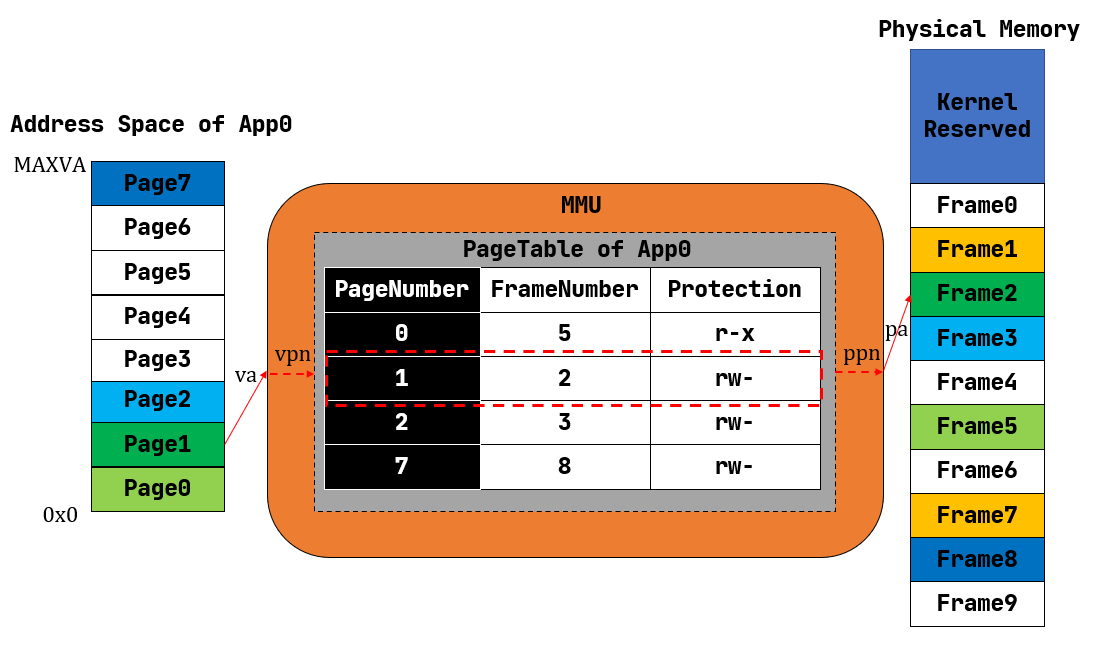 Physical Memory
Kernel
Reserved
Frame0
Frame1
Frame2
Frame3
Frame4
Frame5
Frame6
Frame7
Frame8
Frame9
Address Space of App0
MAXVA
Page7
Page6
Page5
Page4
Page3
Page2
Page1
Page0
0x0
va
vpn
MMU
PageTable of App0
PageNumber FrameNumber Protection
0 5 r-x
1 2 rw-
2 3 rw-
7 8 rw-
ppn
pa